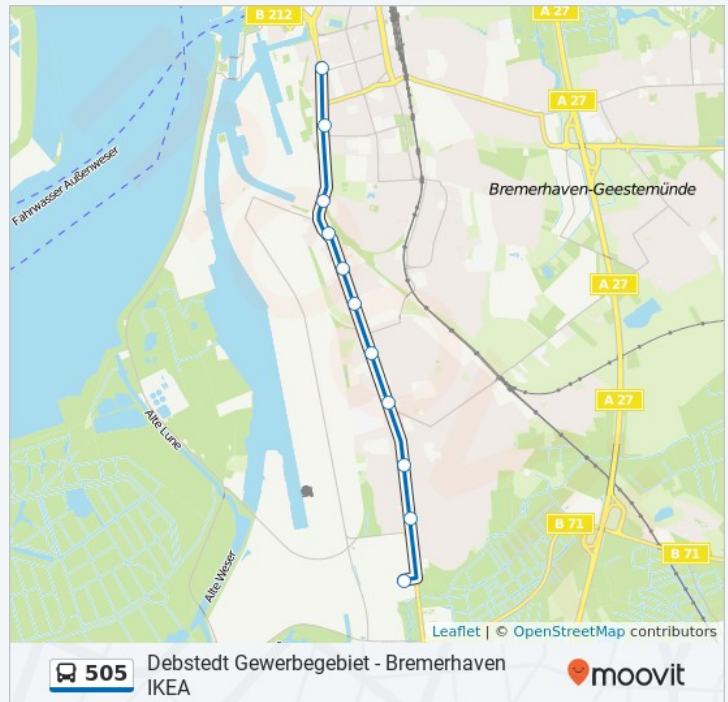 B 212
A 27
A 27
Fahrwasser Außenweser
Bremerhaven-Geestemünde
A 27
A 27
Alte Lune
B 71
B 71
Alte Weser
Leaflet | © OpenStreetMap contributors
505
Debstedt Gewerbegebiet - Bremerhaven
IKEA
moovit